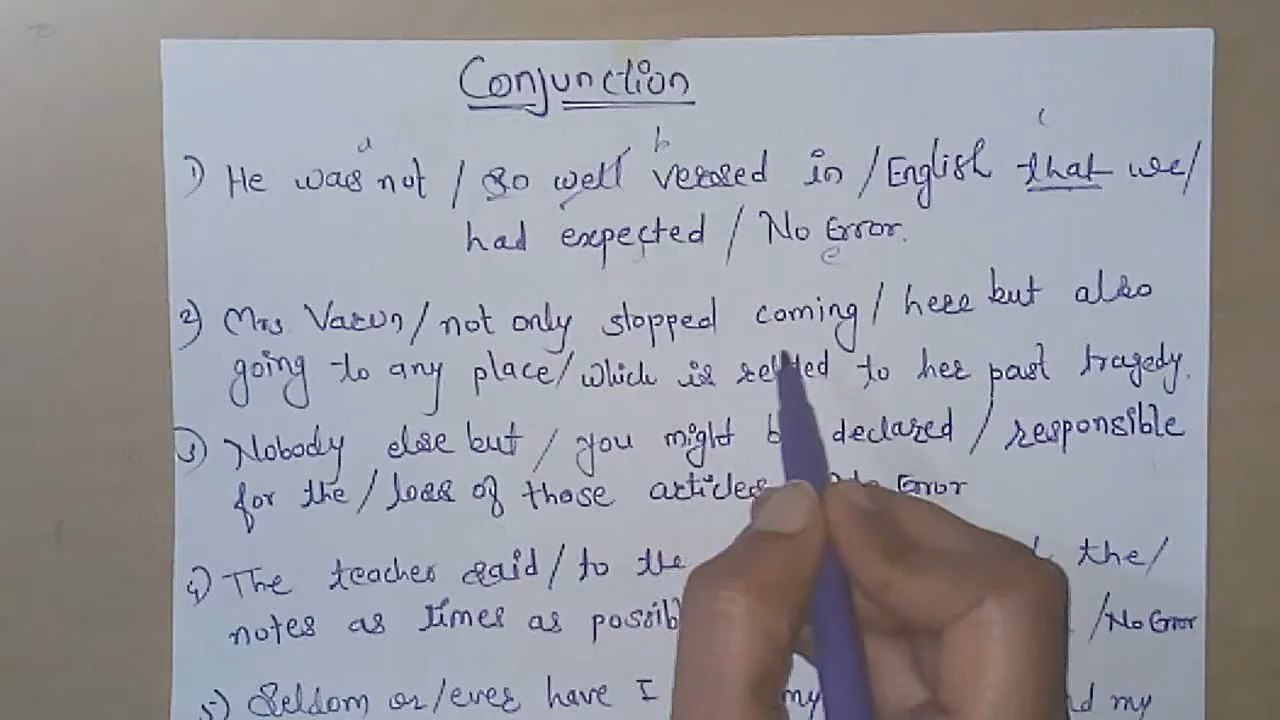 Conjunction
a b c
1) He was not / so well versed in / English that we /
had expected / No Error.
e
2) Mrs Varun / not only stopped coming / here but also
going to any place / which is related to her past tragedy.
3) Nobody else but / you might be declared / responsible
for the / loss of those articles Error
4) The teacher said / to the the /
notes as times as possib / No Error
5) Seldom or / ever have I my my